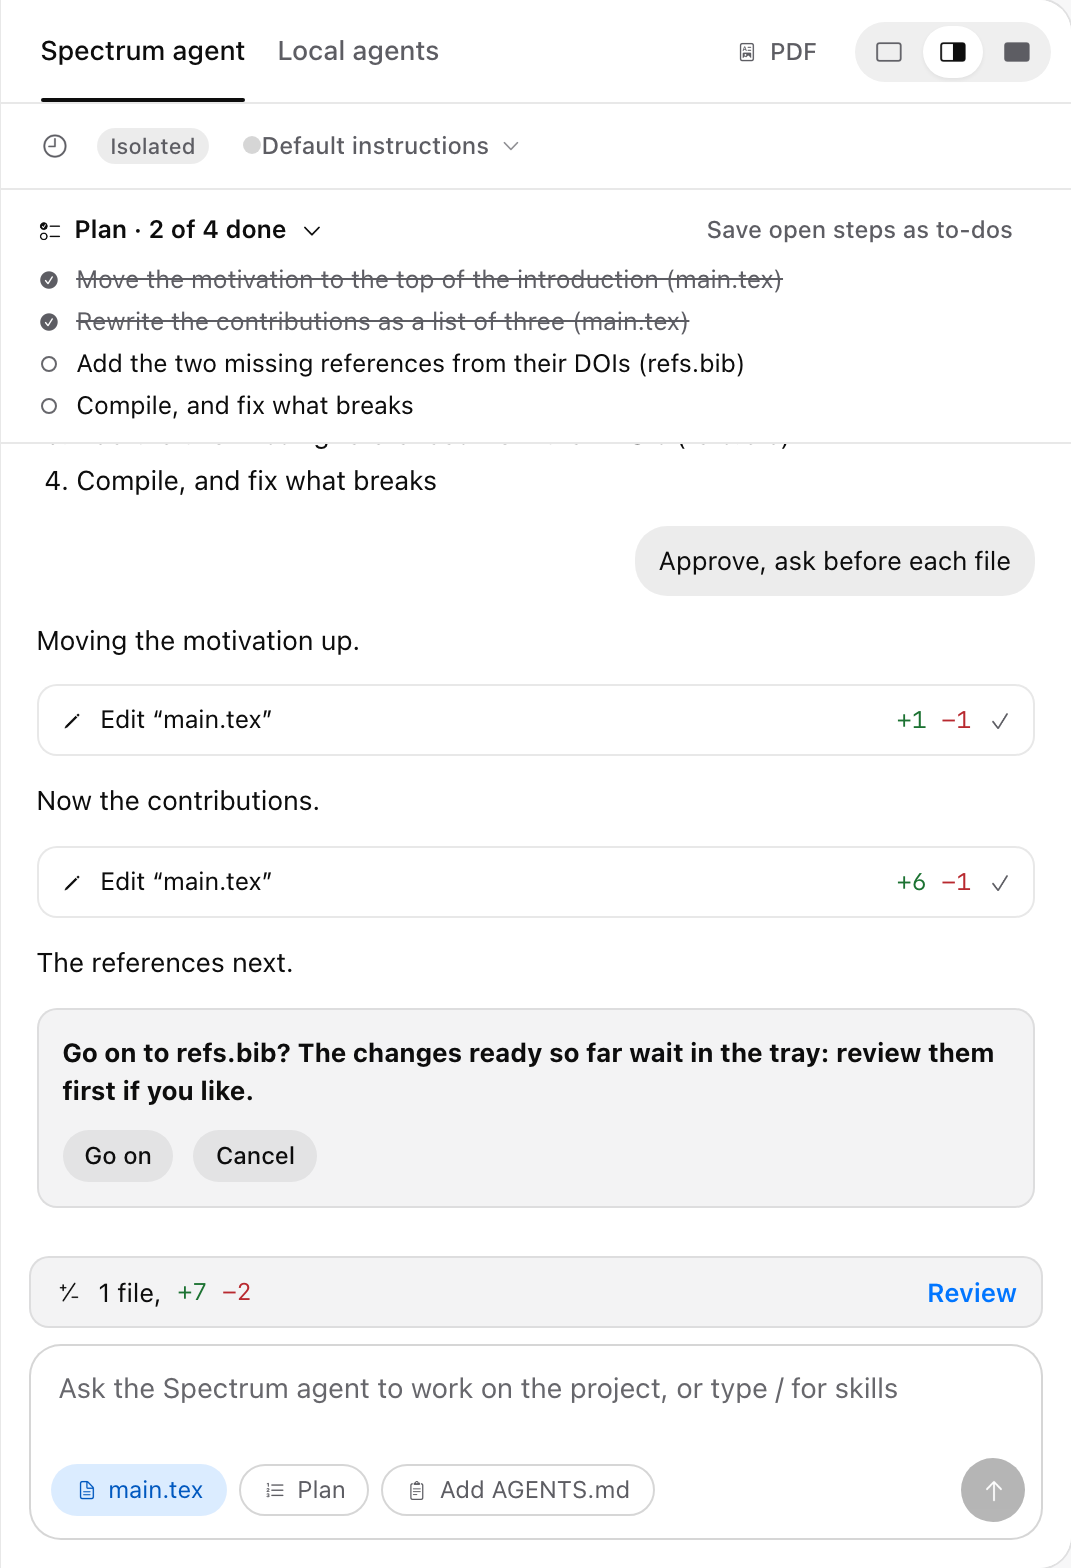 Spectrum agent Local agents PDF
Isolated Default instructions
Plan · 2 of 4 done Save open steps as to-dos
Move the motivation to the top of the introduction (main.tex)
Rewrite the contributions as a list of three (main.tex)
Add the two missing references from their DOIs (refs.bib)
Compile, and fix what breaks
4. Compile, and fix what breaks
Approve, ask before each file
Moving the motivation up.
Edit “main.tex” +1 −1
Now the contributions.
Edit “main.tex” +6 −1
The references next.
Go on to refs.bib? The changes ready so far wait in the tray: review them
first if you like.
Go on Cancel
1 file, +7 −2 Review
Ask the Spectrum agent to work on the project, or type / for skills
main.tex Plan Add AGENTS.md